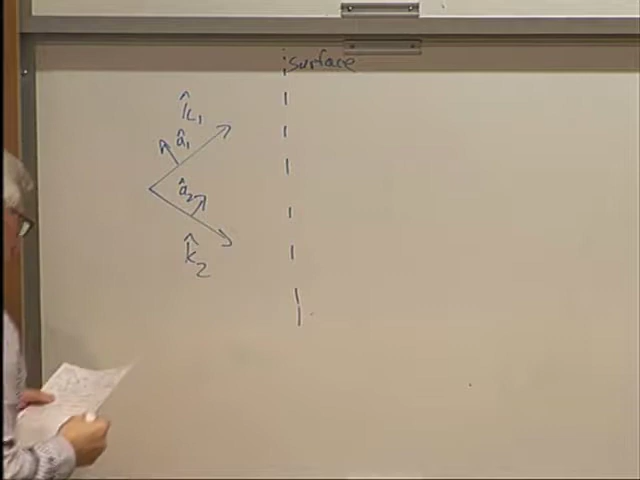 surface
k̂₁
â₁
â₂
k̂₂